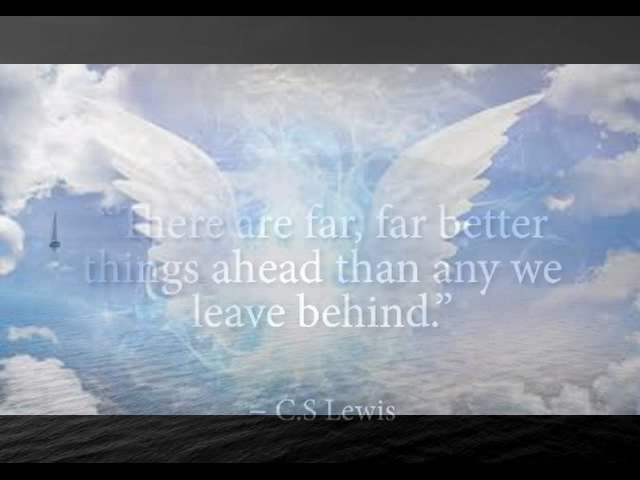 "There are far, far better
things ahead than any we
leave behind.”
– C.S Lewis